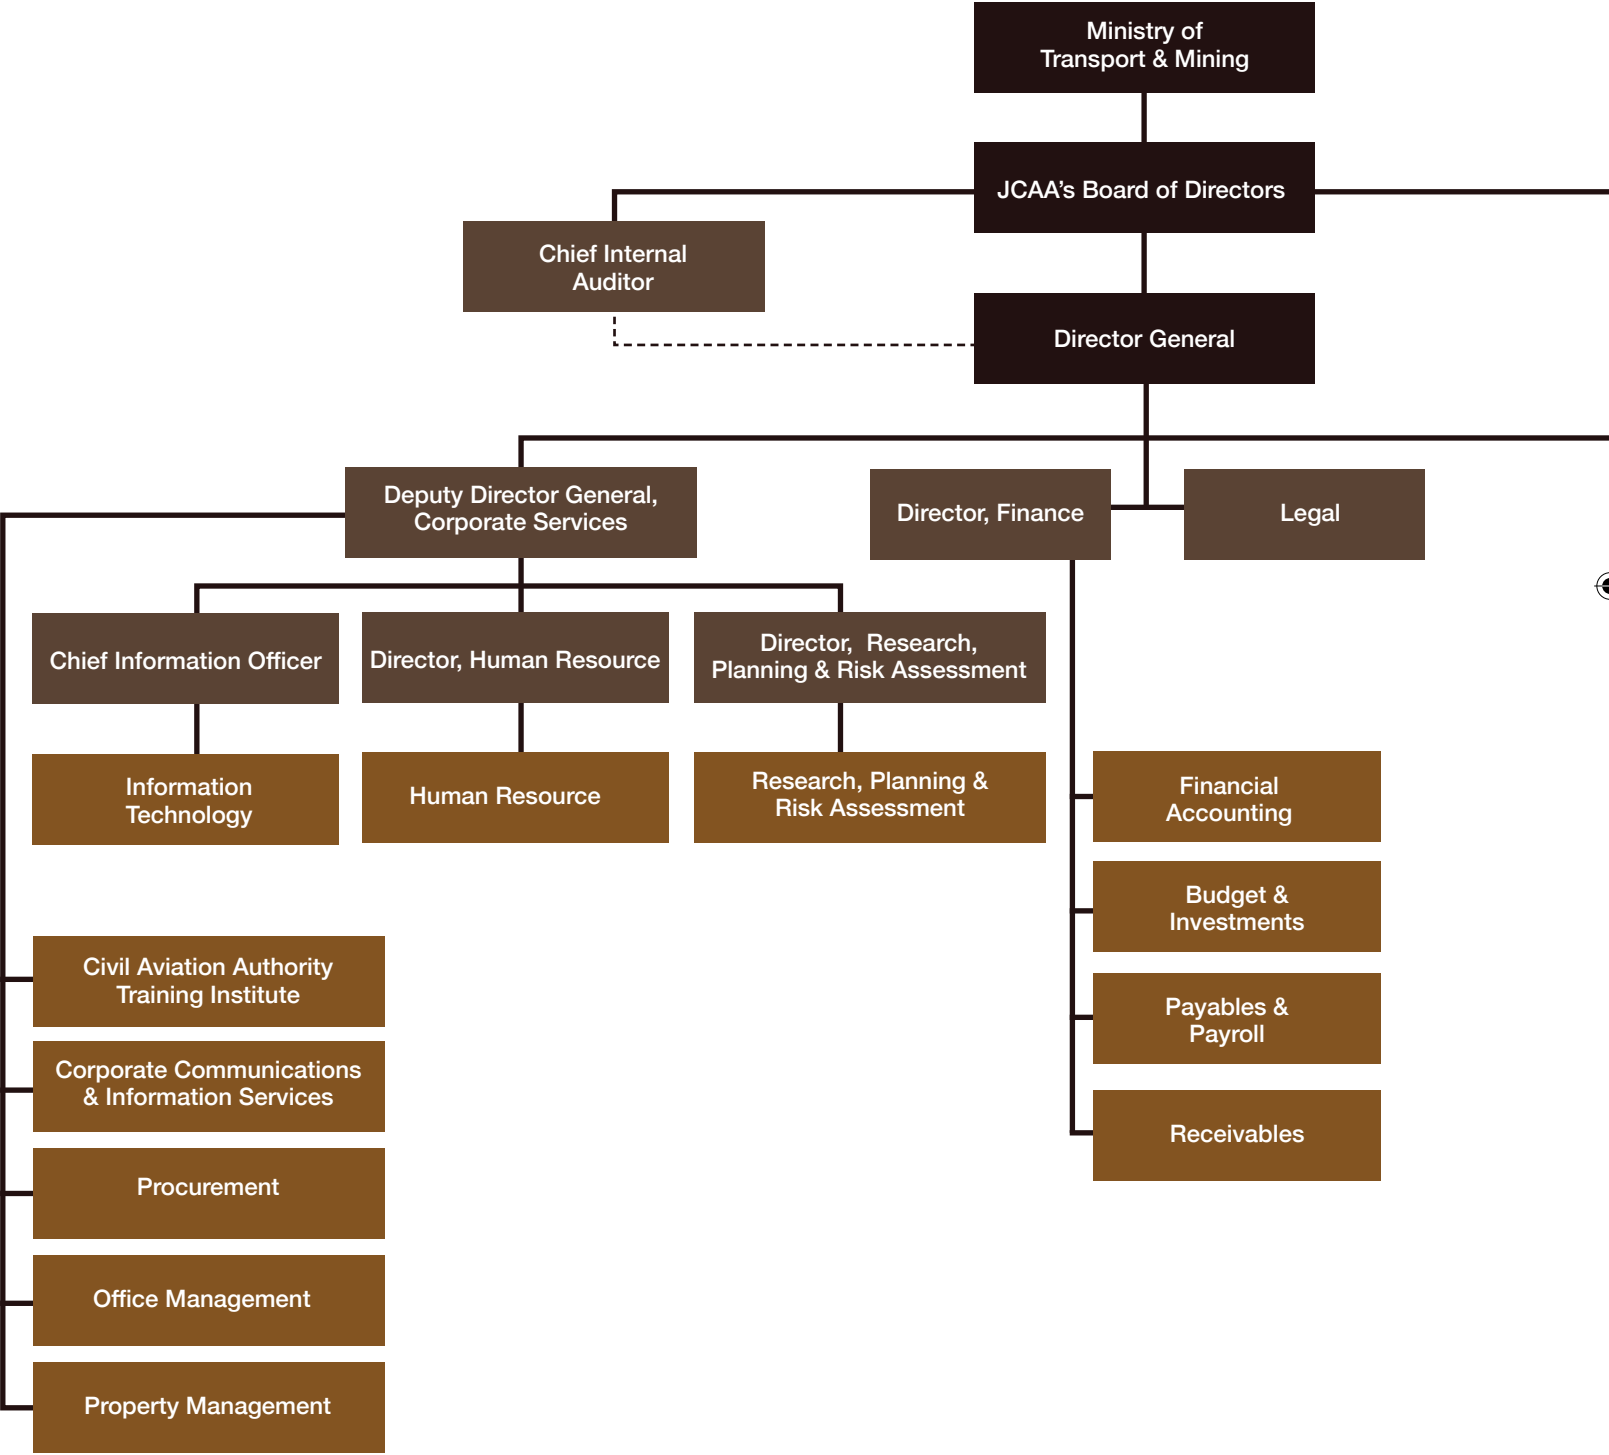 Ministry of
Transport & Mining
JCAA’s Board of Directors
Chief Internal
Auditor
Director General
Deputy Director General,
Corporate Services
Director, Finance
Legal
Chief Information Officer
Director, Human Resource
Director, Research,
Planning & Risk Assessment
Information
Technology
Human Resource
Research, Planning &
Risk Assessment
Financial
Accounting
Budget &
Investments
Payables &
Payroll
Receivables
Civil Aviation Authority
Training Institute
Corporate Communications
& Information Services
Procurement
Office Management
Property Management